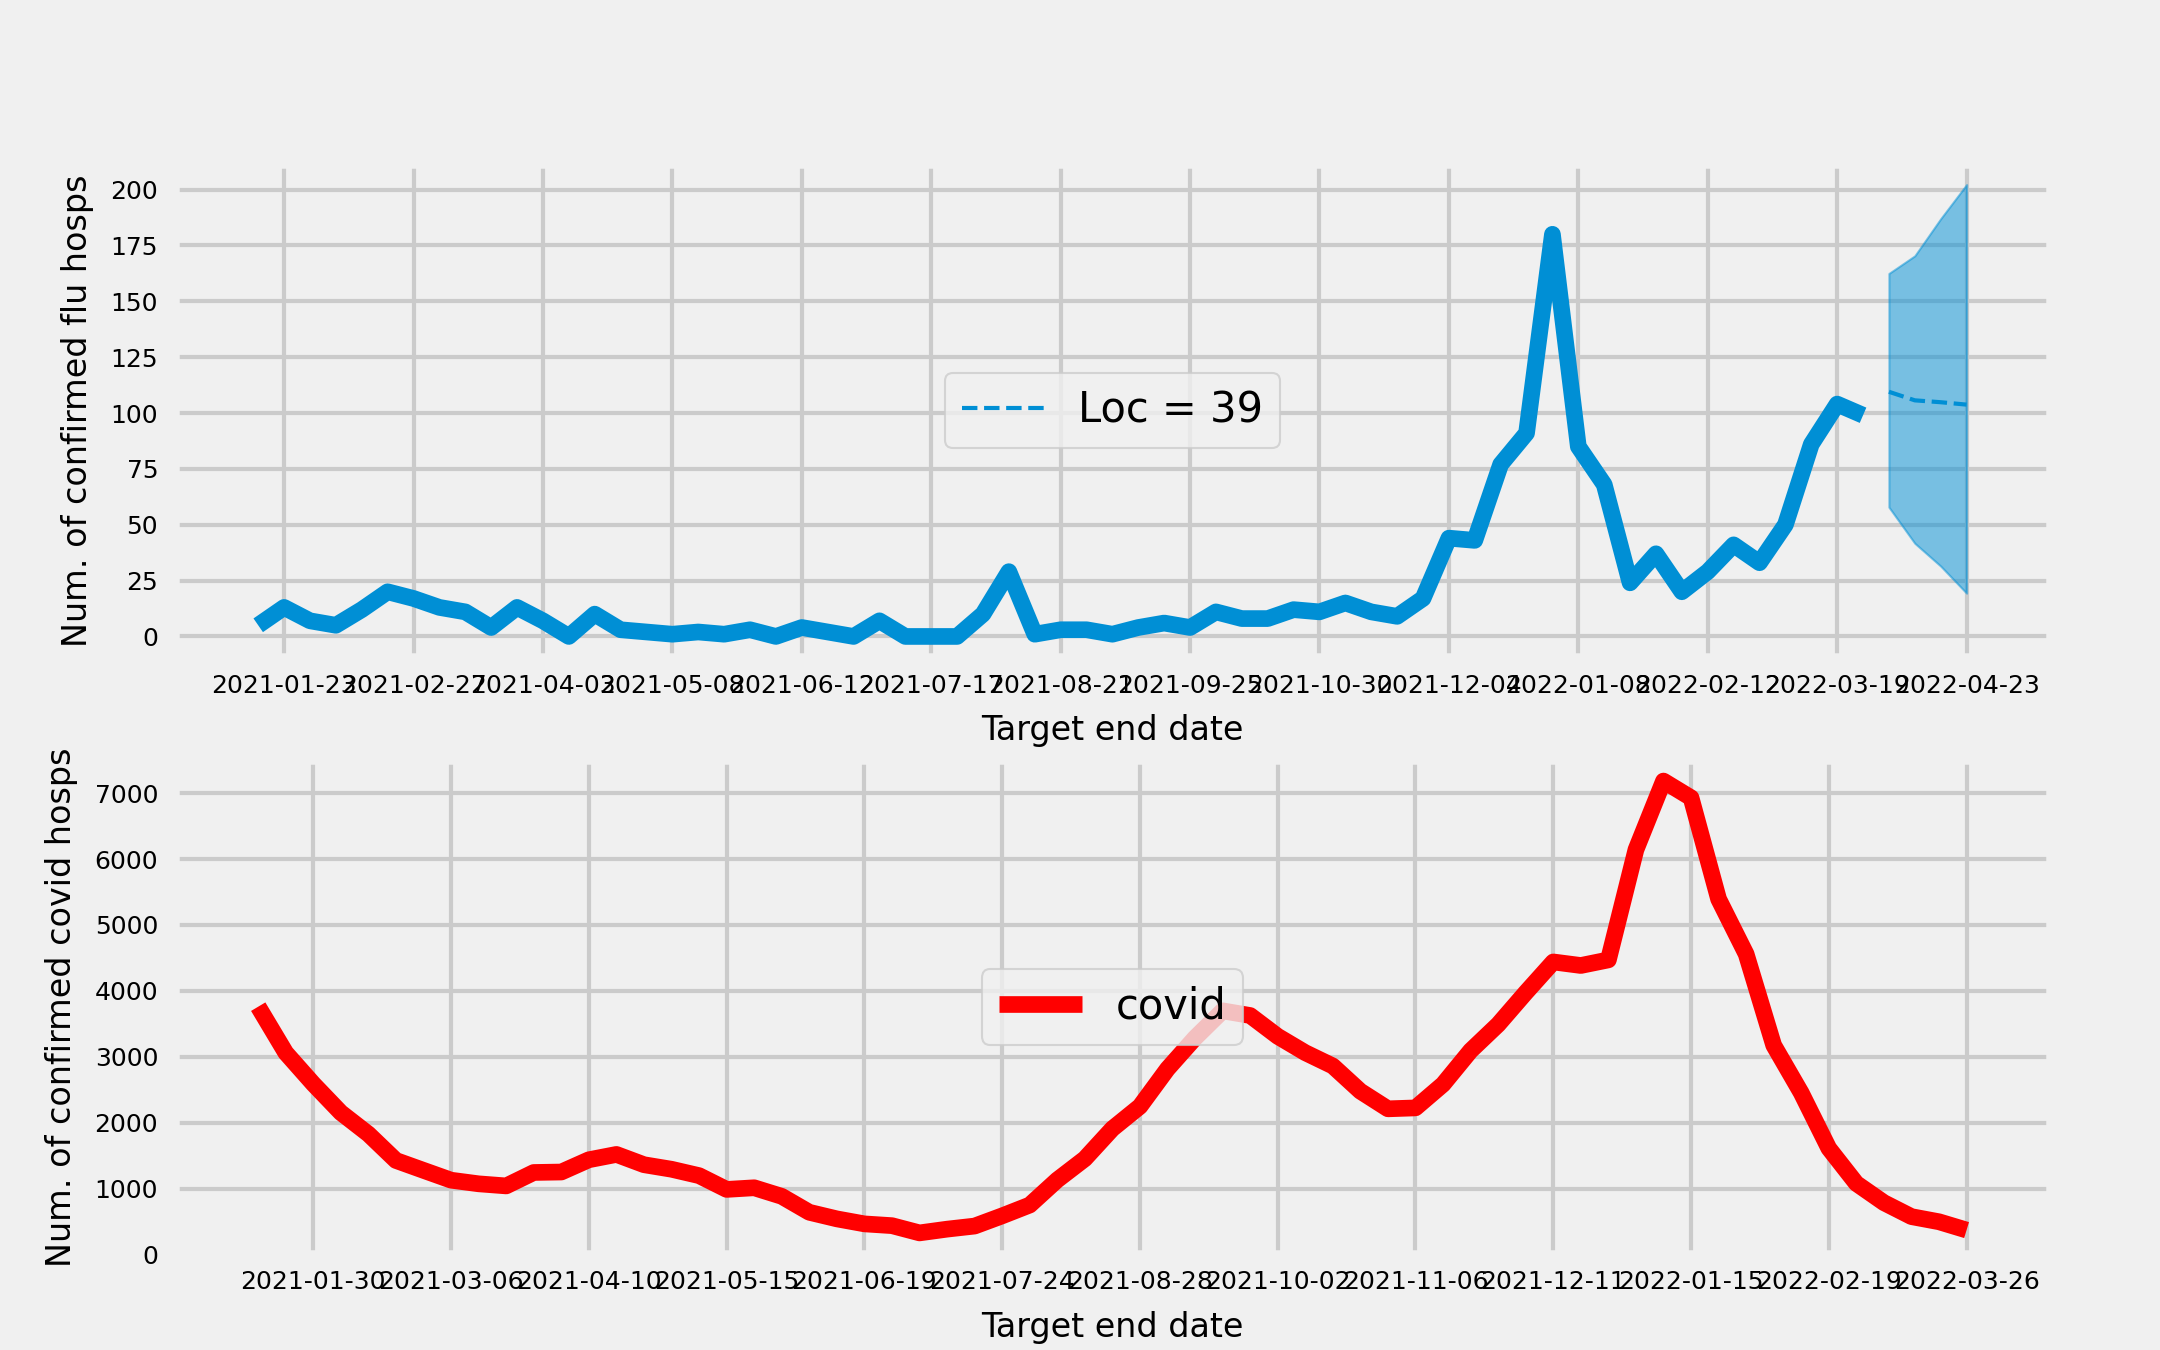 Num. of confirmed flu hosps
200
175
150
125
100
75
50
25
0
Loc = 39
2021-01-23 2021-02-27 2021-04-03 2021-05-08 2021-06-12 2021-07-17 2021-08-21 2021-09-25 2021-10-30 2021-12-04 2022-01-08 2022-02-12 2022-03-19 2022-04-23
Target end date
Num. of confirmed covid hosps
7000
6000
5000
4000
3000
2000
1000
0
covid
2021-01-30 2021-03-06 2021-04-10 2021-05-15 2021-06-19 2021-07-24 2021-08-28 2021-10-02 2021-11-06 2021-12-11 2022-01-15 2022-02-19 2022-03-26
Target end date